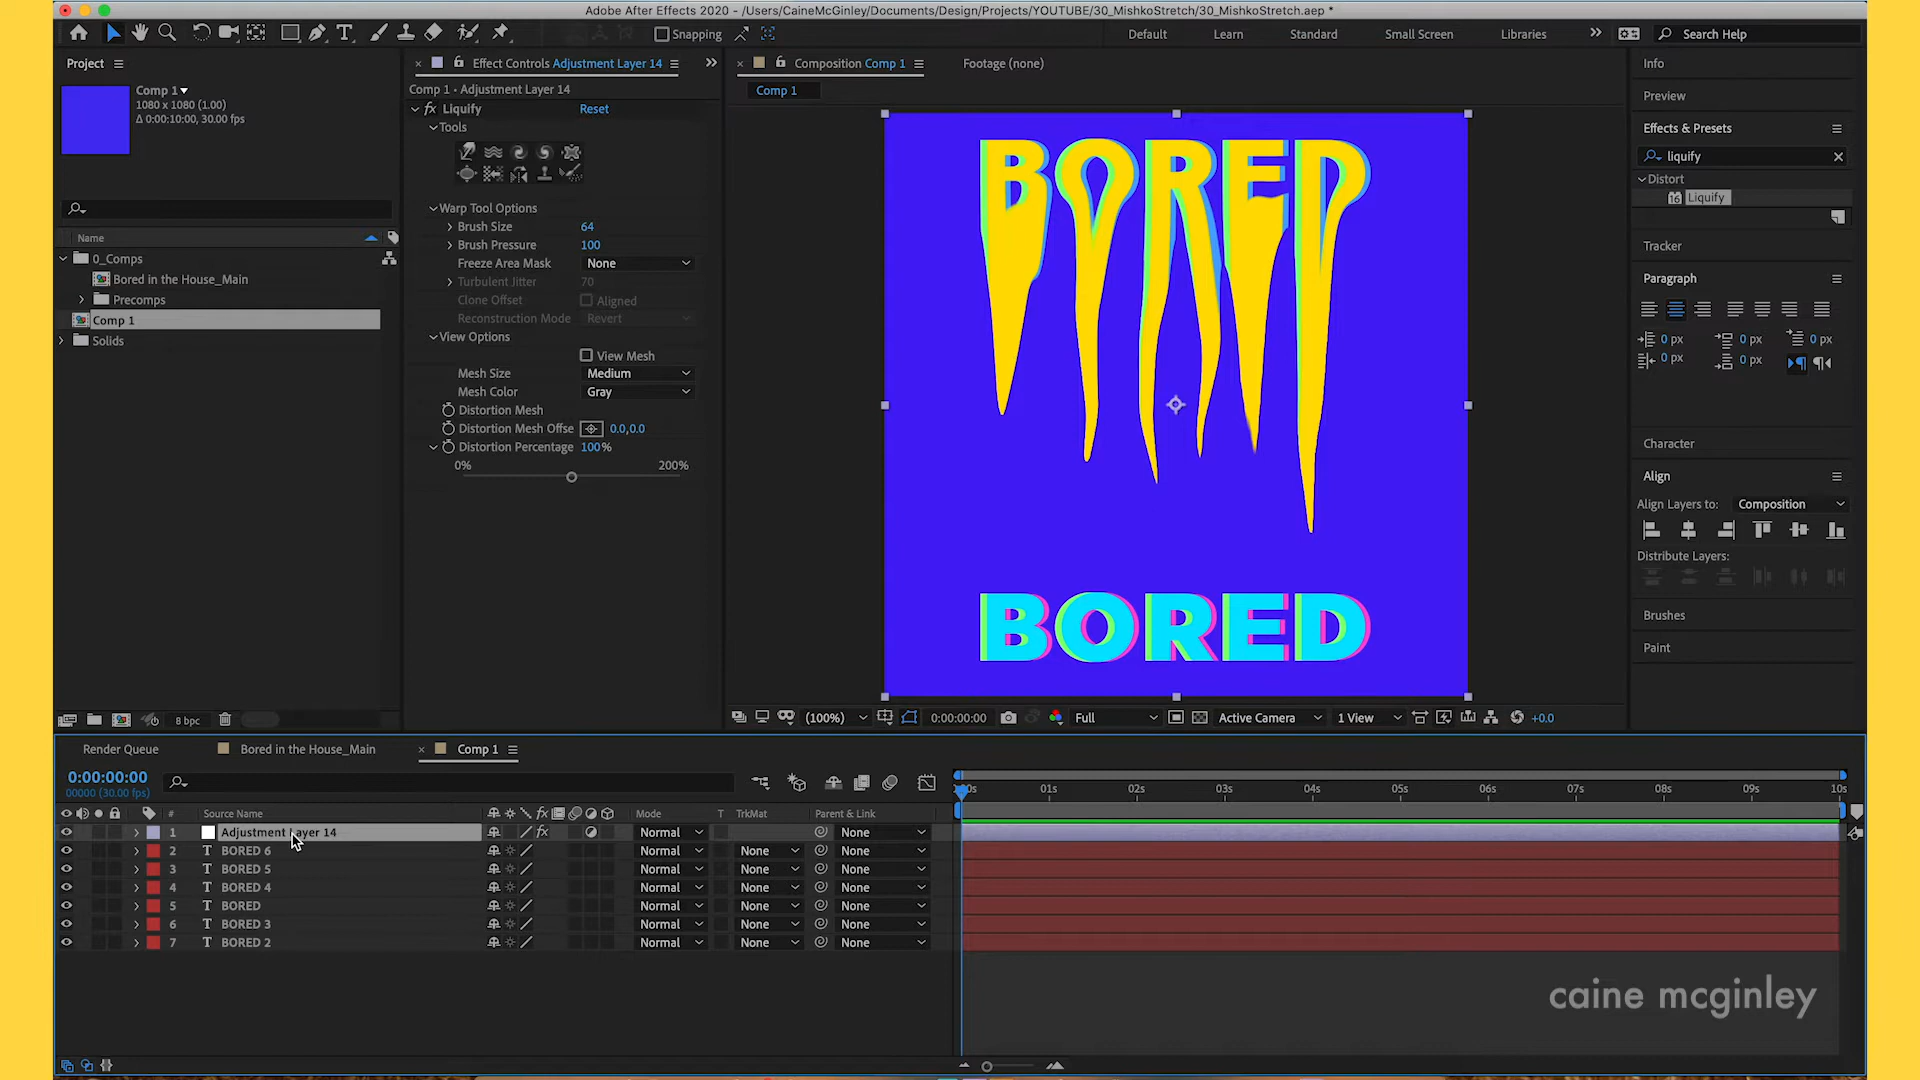 Adobe After Effects 2020 - /Users/CaineMcGinley/Documents/Design/Projects/YOUTUBE/30_MishkoStretch/30_MishkoStretch.aep *
Snapping
Default
Learn
Standard
Small Screen
Libraries
Search Help
Project
Comp 1
1080 x 1080 (1.00)
Δ 0:00:10:00, 30.00 fps
Name
0_Comps
Bored in the House_Main
Precomps
Comp 1
Solids
8 bpc
Effect Controls Adjustment Layer 14
Comp 1 · Adjustment Layer 14
fx Liquify Reset
Tools
Warp Tool Options
Brush Size 64
Brush Pressure 100
Freeze Area Mask None
Turbulent Jitter 70
Clone Offset Aligned
Reconstruction Mode Revert
View Options
View Mesh
Mesh Size Medium
Mesh Color Gray
Distortion Mesh
Distortion Mesh Offse 0.0,0.0
Distortion Percentage 100%
0% 200%
Composition Comp 1
Footage (none)
Comp 1
BORED
BORED
(100%) 0:00:00:00 Full Active Camera 1 View +0.0
Info
Preview
Effects & Presets
liquify
Distort
16 Liquify
Tracker
Paragraph
0 px 0 px 0 px
0 px 0 px
Character
Align
Align Layers to: Composition
Distribute Layers:
Brushes
Paint
Render Queue
Bored in the House_Main
Comp 1
0:00:00:00
00000 (30.00 fps)
# Source Name fx Mode T TrkMat Parent & Link
1 Adjustment Layer 14 fx Normal None
2 T BORED 6 Normal None None
3 T BORED 5 Normal None None
4 T BORED 4 Normal None None
5 T BORED Normal None None
6 T BORED 3 Normal None None
7 T BORED 2 Normal None None
01s 02s 03s 04s 05s 06s 07s 08s 09s 10s
caine mcginley